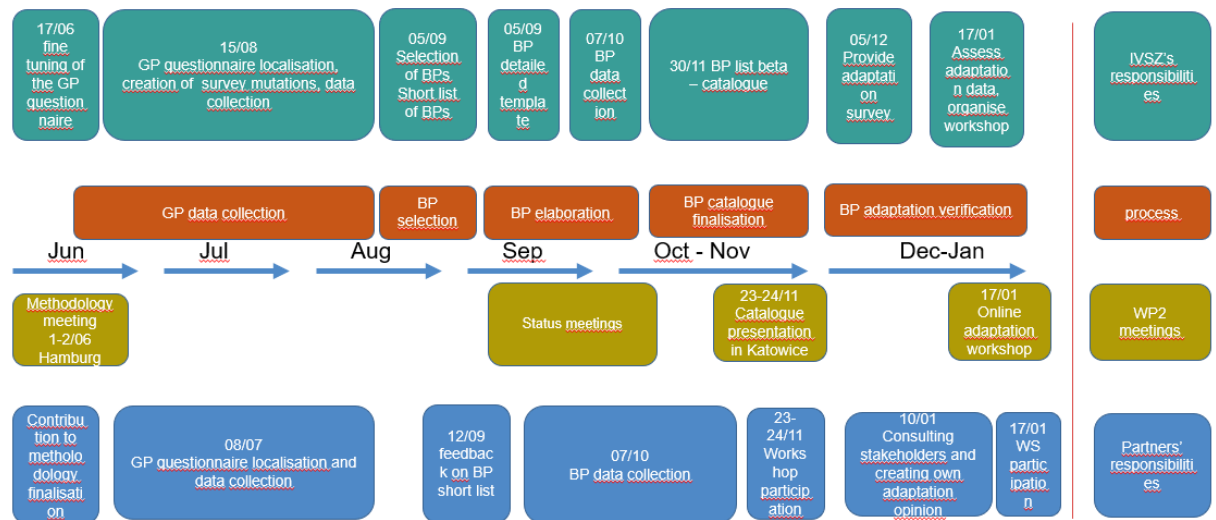 17/06
fine
tuning of
the GP
question
naire
15/08
GP questionnaire localisation,
creation of survey mutations, data
collection
05/09
Selection
of BPs
Short list
of BPs
05/09
BP
detaile
d
templa
te
07/10
BP
data
collect
ion
30/11 BP list beta
– catalogue
05/12
Provide
adaptati
on
survey
17/01
Assess
adaptatio
n data,
organise
workshop
IVSZ's
responsibiliti
es
GP data collection
BP
selection
BP elaboration
BP catalogue
finalisation
BP adaptation verification
process
Jun
Jul
Aug
Sep
Oct - Nov
Dec-Jan
Methodology
meeting
1-2/06
Hamburg
Status meetings
23-24/11
Catalogue
presentation
in Katowice
17/01
Online
adaptation
workshop
WP2
meetings
Contribu
tion to
metholo
dology
finalisati
on
08/07
GP questionnaire localisation and
data collection
12/09
feedbac
k on BP
short list
07/10
BP data collection
23-
24/11
Works
hop
particip
ation
10/01
Consulting
stakeholders and
creating own
adaptation
opinion
17/01
WS
partic
ipatio
n
Partners'
responsibiliti
es